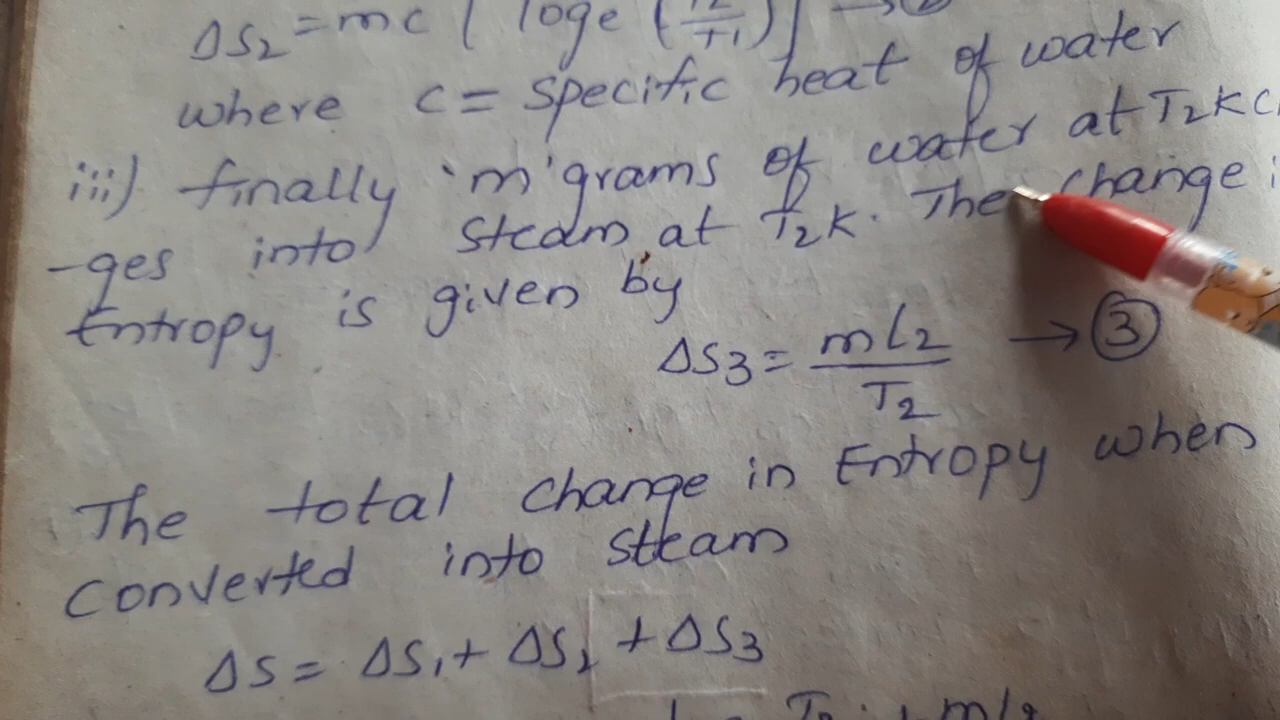 ΔS₂ = mc [ loge (T₂/T₁) ] → ②
where c = specific heat of water
iii) finally 'm' grams of water at T₂K
-ges into steam at T₂K. The change
Entropy is given by
ΔS₃ = mL₂/T₂ → ③
The total change in Entropy when
converted into steam
ΔS = ΔS₁ + ΔS₂ + ΔS₃